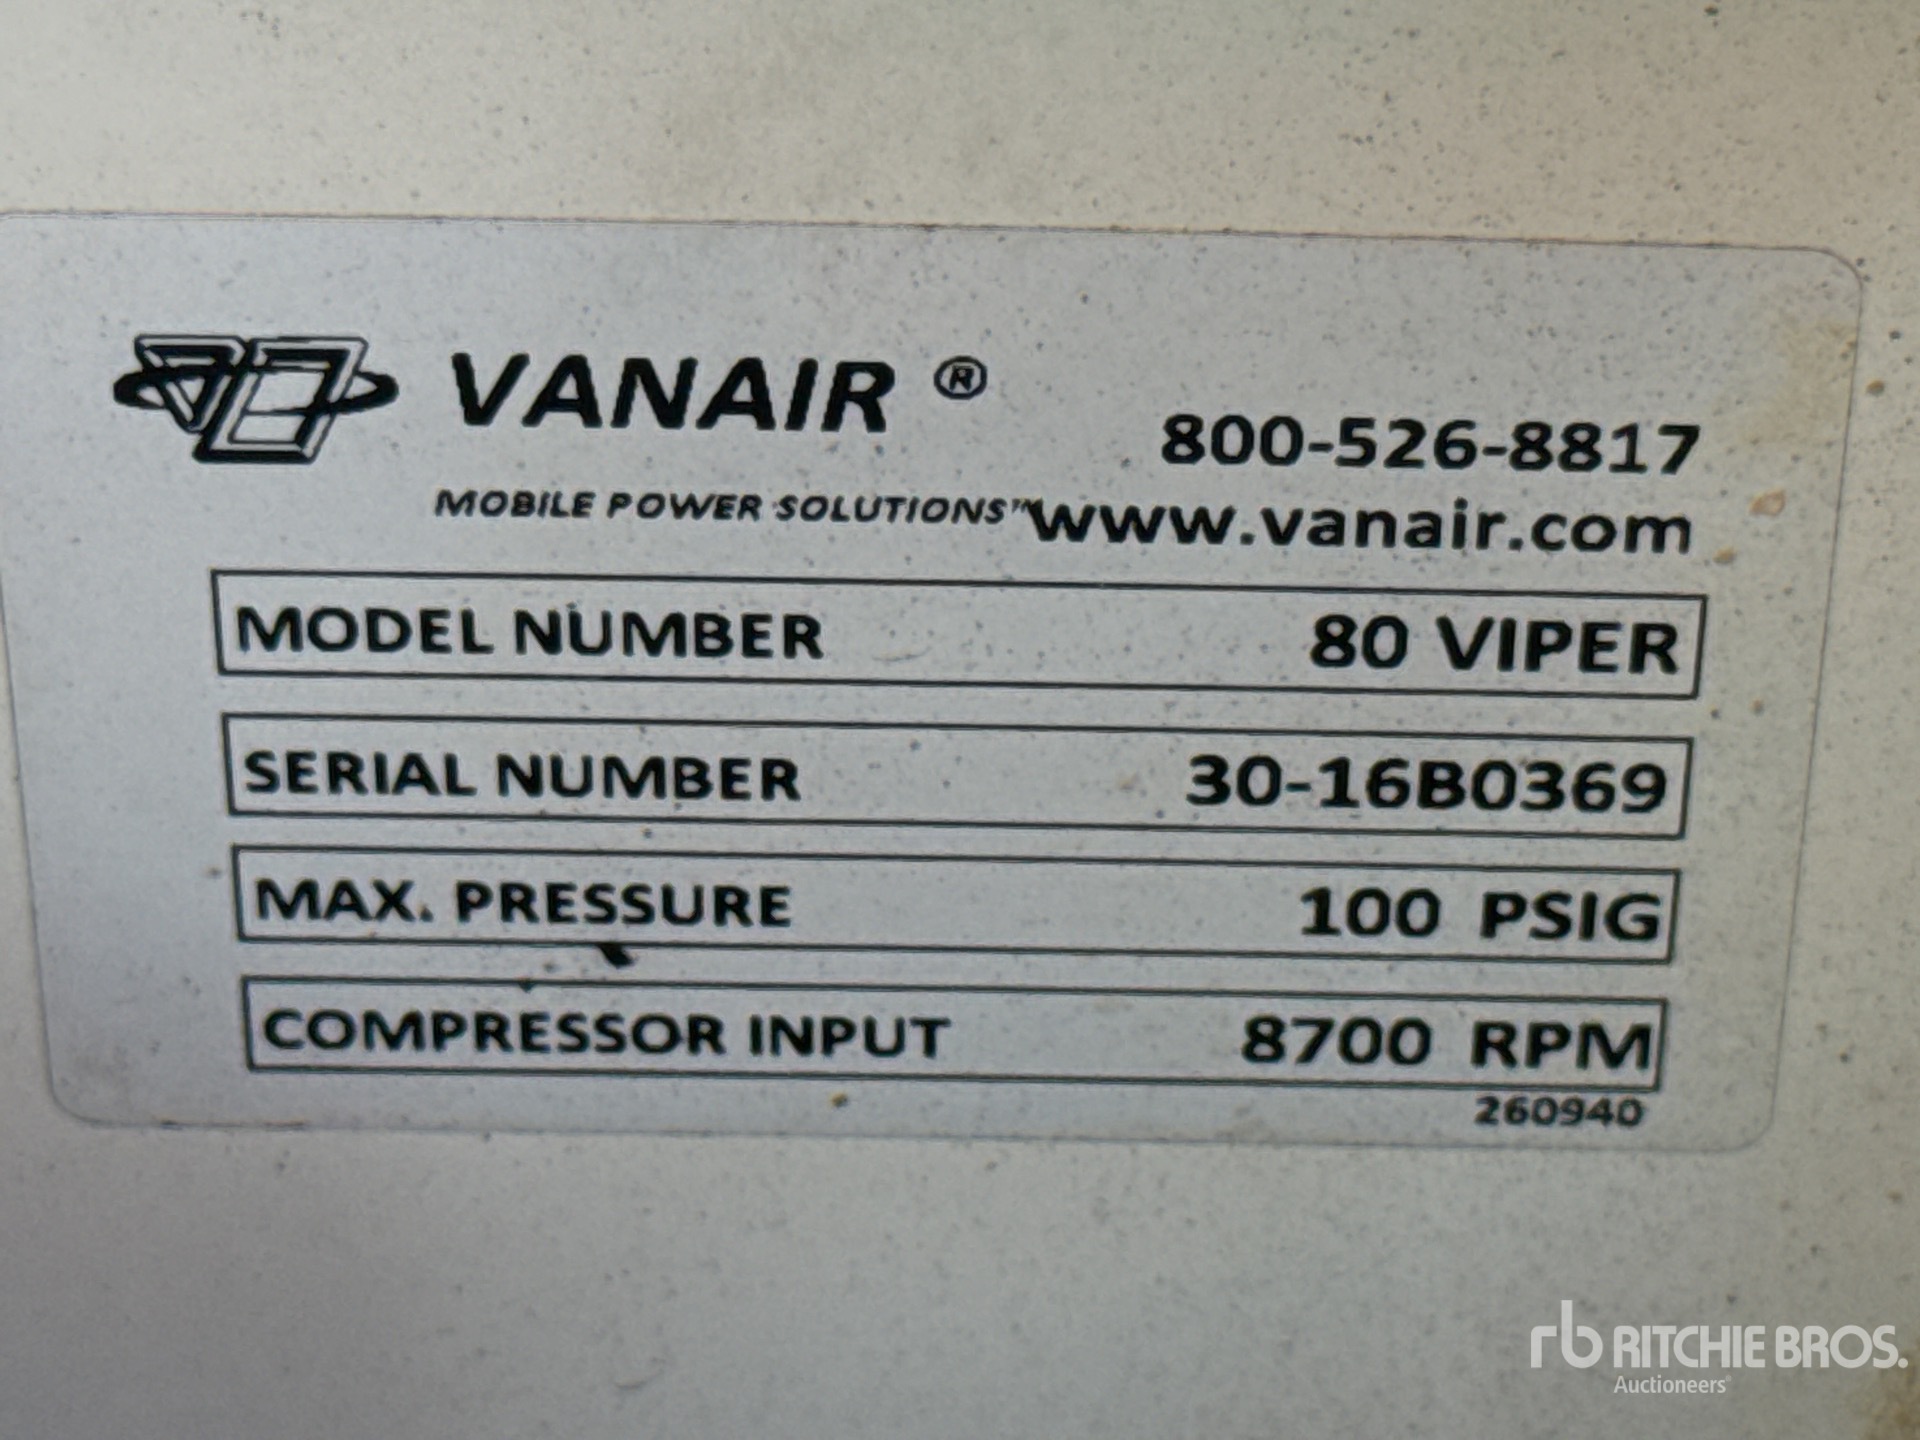 VANAIR ®
800-526-8817
MOBILE POWER SOLUTIONS™ www.vanair.com
MODEL NUMBER 80 VIPER
SERIAL NUMBER 30-16B0369
MAX. PRESSURE 100 PSIG
COMPRESSOR INPUT 8700 RPM
260940
rb RITCHIE BROS.
Auctioneers